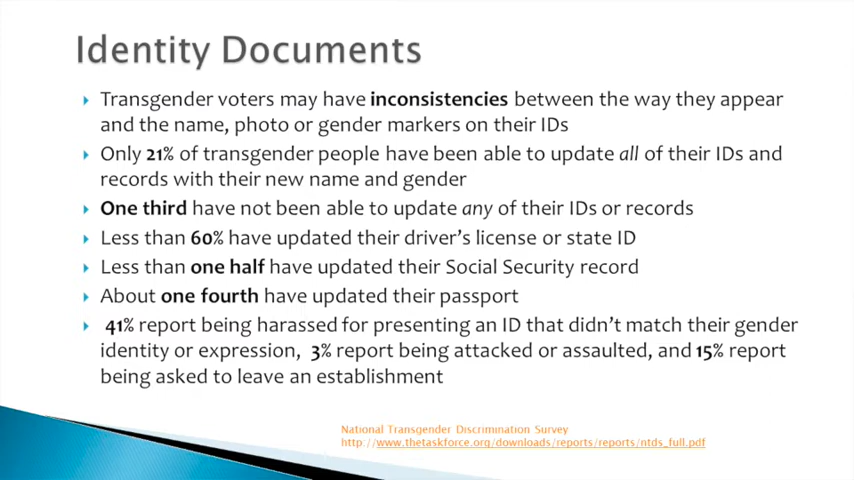 Identity Documents
Transgender voters may have inconsistencies between the way they appear
and the name, photo or gender markers on their IDs
Only 21% of transgender people have been able to update all of their IDs and
records with their new name and gender
One third have not been able to update any of their IDs or records
Less than 60% have updated their driver's license or state ID
Less than one half have updated their Social Security record
About one fourth have updated their passport
41% report being harassed for presenting an ID that didn't match their gender
identity or expression, 3% report being attacked or assaulted, and 15% report
being asked to leave an establishment
National Transgender Discrimination Survey
http://www.thetaskforce.org/downloads/reports/reports/ntds_full.pdf